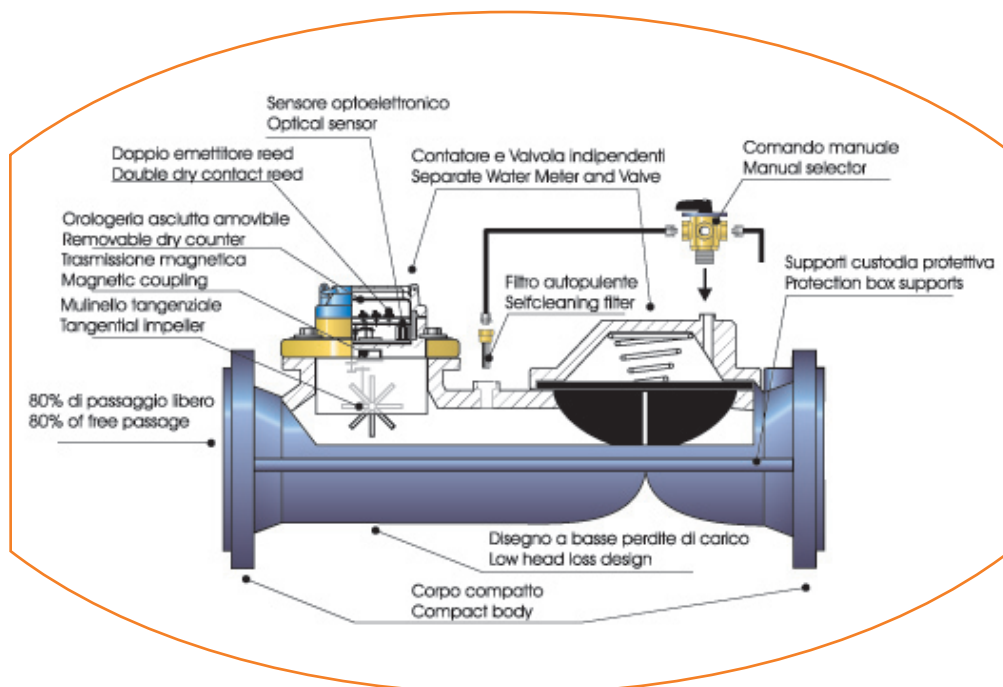 Sensore optoelettronico
Optical sensor
Doppio emettitore reed
Double dry contact reed
Contatore e Valvola indipendenti
Separate Water Meter and Valve
Comando manuale
Manual selector
Orologeria asciutta amovibile
Removable dry counter
Trasmissione magnetica
Magnetic coupling
Mulinello tangenziale
Tangential impeller
Filtro autopulente
Selfcleaning filter
Supporti custodia protettiva
Protection box supports
80% di passaggio libero
80% of free passage
Disegno a basse perdite di carico
Low head loss design
Corpo compatto
Compact body